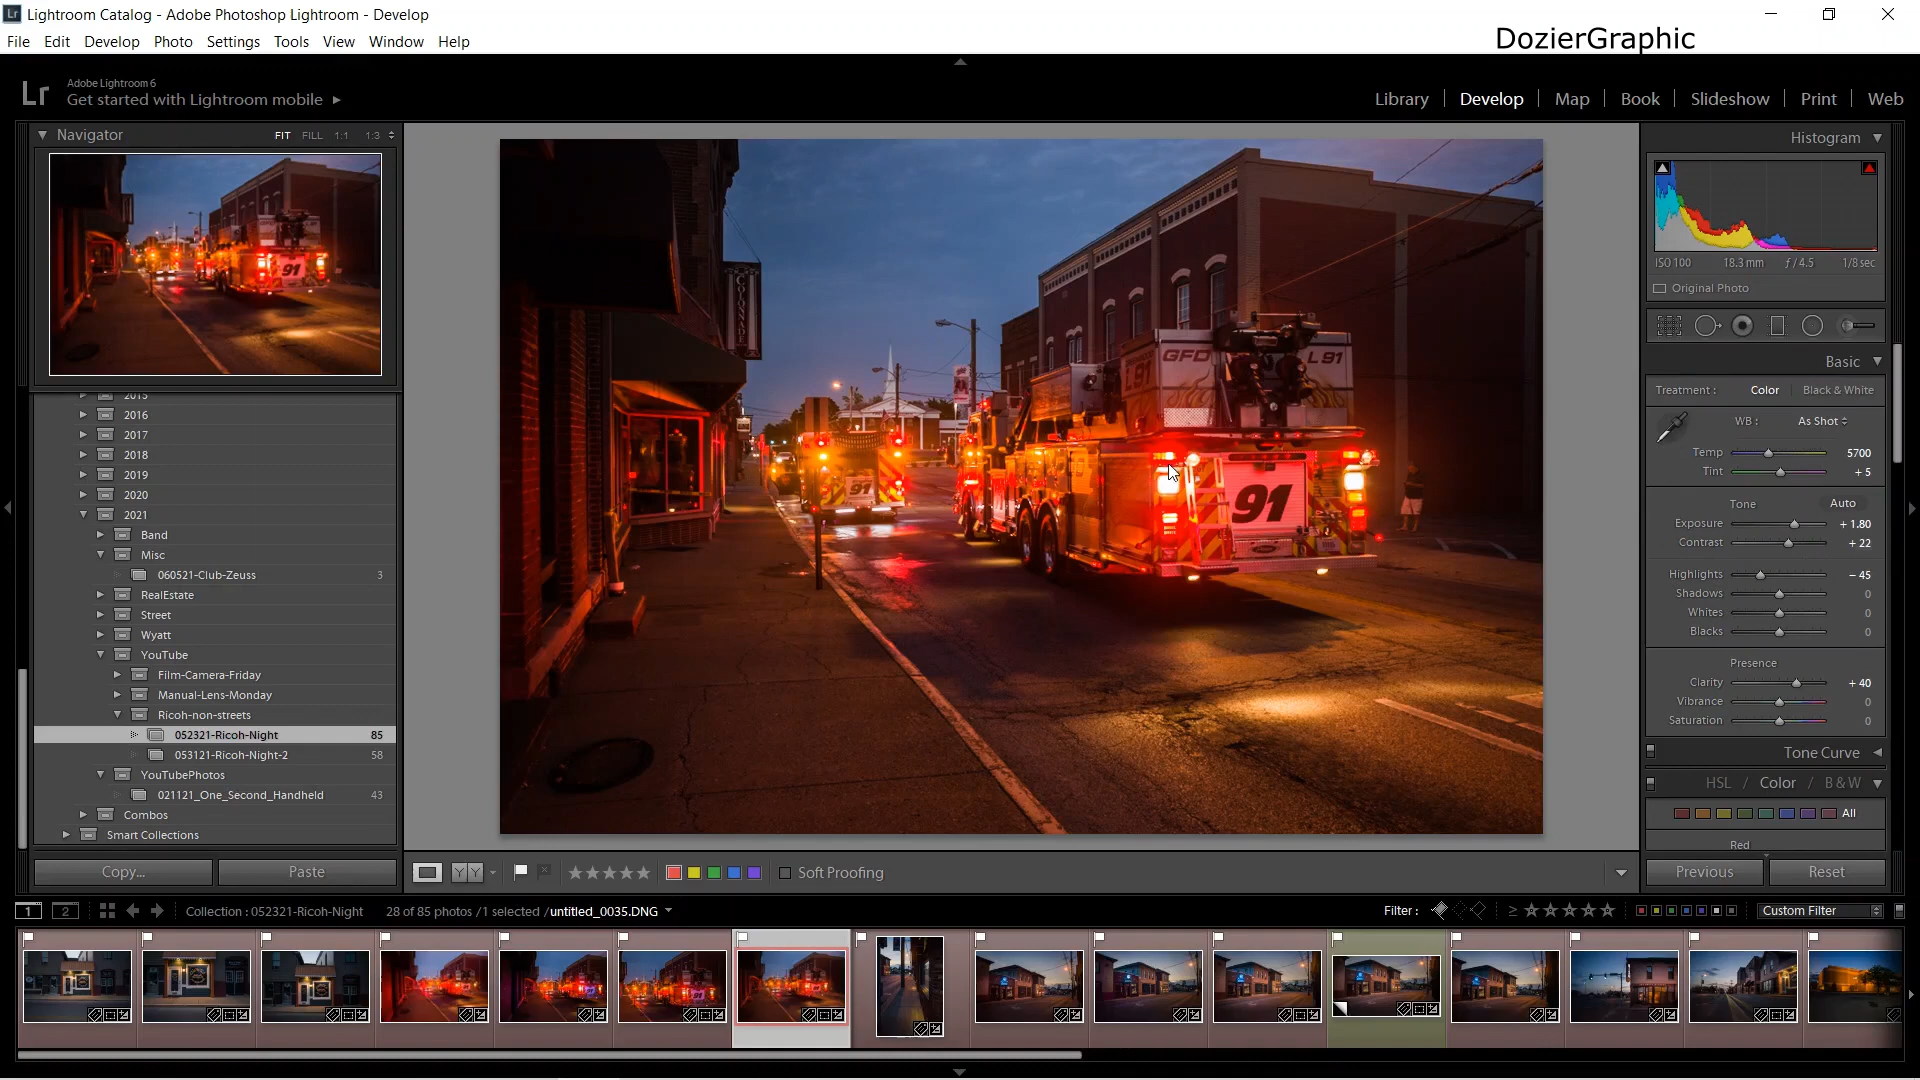 Lightroom Catalog - Adobe Photoshop Lightroom - Develop
File Edit Develop Photo Settings Tools View Window Help
DozierGraphic
Lr
Adobe Lightroom 6
Get started with Lightroom mobile
Library Develop Map Book Slideshow Print Web
Navigator FIT FILL 1:1 1:3
91
2015
2016
2017
2018
2019
2020
2021
Band
Misc
060521-Club-Zeuss 3
RealEstate
Street
Wyatt
YouTube
Film-Camera-Friday
Manual-Lens-Monday
Ricoh-non-streets
052321-Ricoh-Night 85
053121-Ricoh-Night-2 58
YouTubePhotos
021121_One_Second_Handheld 43
Combos
Smart Collections
Copy... Paste
COLONNADE
GFD L 91
L91
91
91
Histogram
ISO 100 18.3 mm f / 4.5 1/8 sec
Original Photo
Basic
Treatment : Color Black & White
WB : As Shot
Temp 5700
Tint + 5
Tone Auto
Exposure + 1.80
Contrast + 22
Highlights - 45
Shadows 0
Whites 0
Blacks 0
Presence
Clarity + 40
Vibrance 0
Saturation 0
Tone Curve
HSL / Color / B & W
All
Red
Previous Reset
Y Y Soft Proofing
1 2 Collection : 052321-Ricoh-Night 28 of 85 photos / 1 selected / untitled_0035.DNG Filter : ≥ Custom Filter